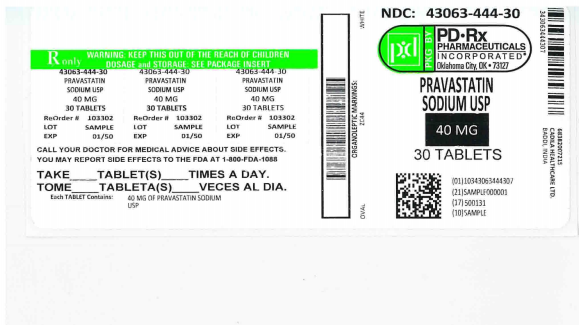 R only
WARNING: KEEP THIS OUT OF THE REACH OF CHILDREN
DOSAGE and STORAGE: SEE PACKAGE INSERT
43063-444-30 43063-444-30 43063-444-30
PRAVASTATIN PRAVASTATIN PRAVASTATIN
SODIUM USP SODIUM USP SODIUM USP
40 MG 40 MG 40 MG
30 TABLETS 30 TABLETS 30 TABLETS
ReOrder # 103302 ReOrder # 103302 ReOrder # 103302
LOT SAMPLE LOT SAMPLE LOT SAMPLE
EXP 01/50 EXP 01/50 EXP 01/50
CALL YOUR DOCTOR FOR MEDICAL ADVICE ABOUT SIDE EFFECTS.
YOU MAY REPORT SIDE EFFECTS TO THE FDA AT 1-800-FDA-1088
TAKE____TABLET(S)____TIMES A DAY.
TOME____TABLETA(S)____VECES AL DIA.
Each TABLET Contains: 40 MG OF PRAVASTATIN SODIUM
USP
ORGANOLEPTIC MARKINGS:
WHITE
ZC44
OVAL
NDC: 43063-444-30
pd
PKG BY
PD•Rx
PHARMACEUTICALS
INCORPORATED
Oklahoma City, OK • 73127
PRAVASTATIN
SODIUM USP
40 MG
30 TABLETS
(01)10343063444307
(21)SAMPLE000001
(17)500131
(10)SAMPLE
343063444307
68382007215
CADILA HEALTHCARE LTD.
BADDI, INDIA